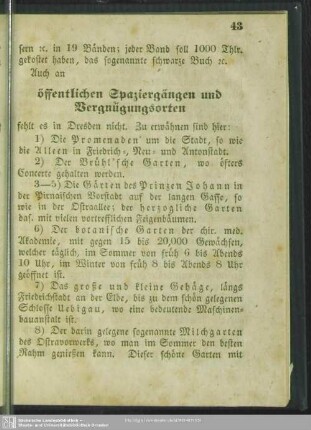 43
sern ꝛc. in 19 Bänden; jeder Band soll 1000 Thlr.
gekostet haben, das sogenannte schwarze Buch ꝛc.
Auch an
öffentlichen Spaziergängen und
Vergnügungsorten
fehlt es in Dresden nicht. Zu erwähnen sind hier:
1) Die Promenaden um die Stadt, so wie
die Alleen in Friedrich-, Neu- und Antonstadt.
2) Der Brühl'sche Garten, wo öfters
Concerte gehalten werden.
3—5) Die Gärten des Prinzen Johann in
der Pirnaischen Vorstadt auf der langen Gasse, so
wie in der Ostraallee; der herzogliche Garten
das. mit vielen vortrefflichen Feigenbäumen.
6) Der botanische Garten der chir. med.
Akademie, mit gegen 15 bis 20,000 Gewächsen,
welcher täglich, im Sommer von früh 6 bis Abends
10 Uhr, im Winter von früh 8 bis Abends 8 Uhr
geöffnet ist.
7) Das große und kleine Gehäge, längs
Friedrichstadt an der Elbe, bis zu dem schön gelegenen
Schlosse Uebigau, wo eine bedeutende Maschinen-
bauanstalt ist.
8) Der darin gelegene sogenannte Milchgarten
des Ostravorwerks, wo man im Sommer den besten
Rahm genießen kann. Dieser schöne Garten mit